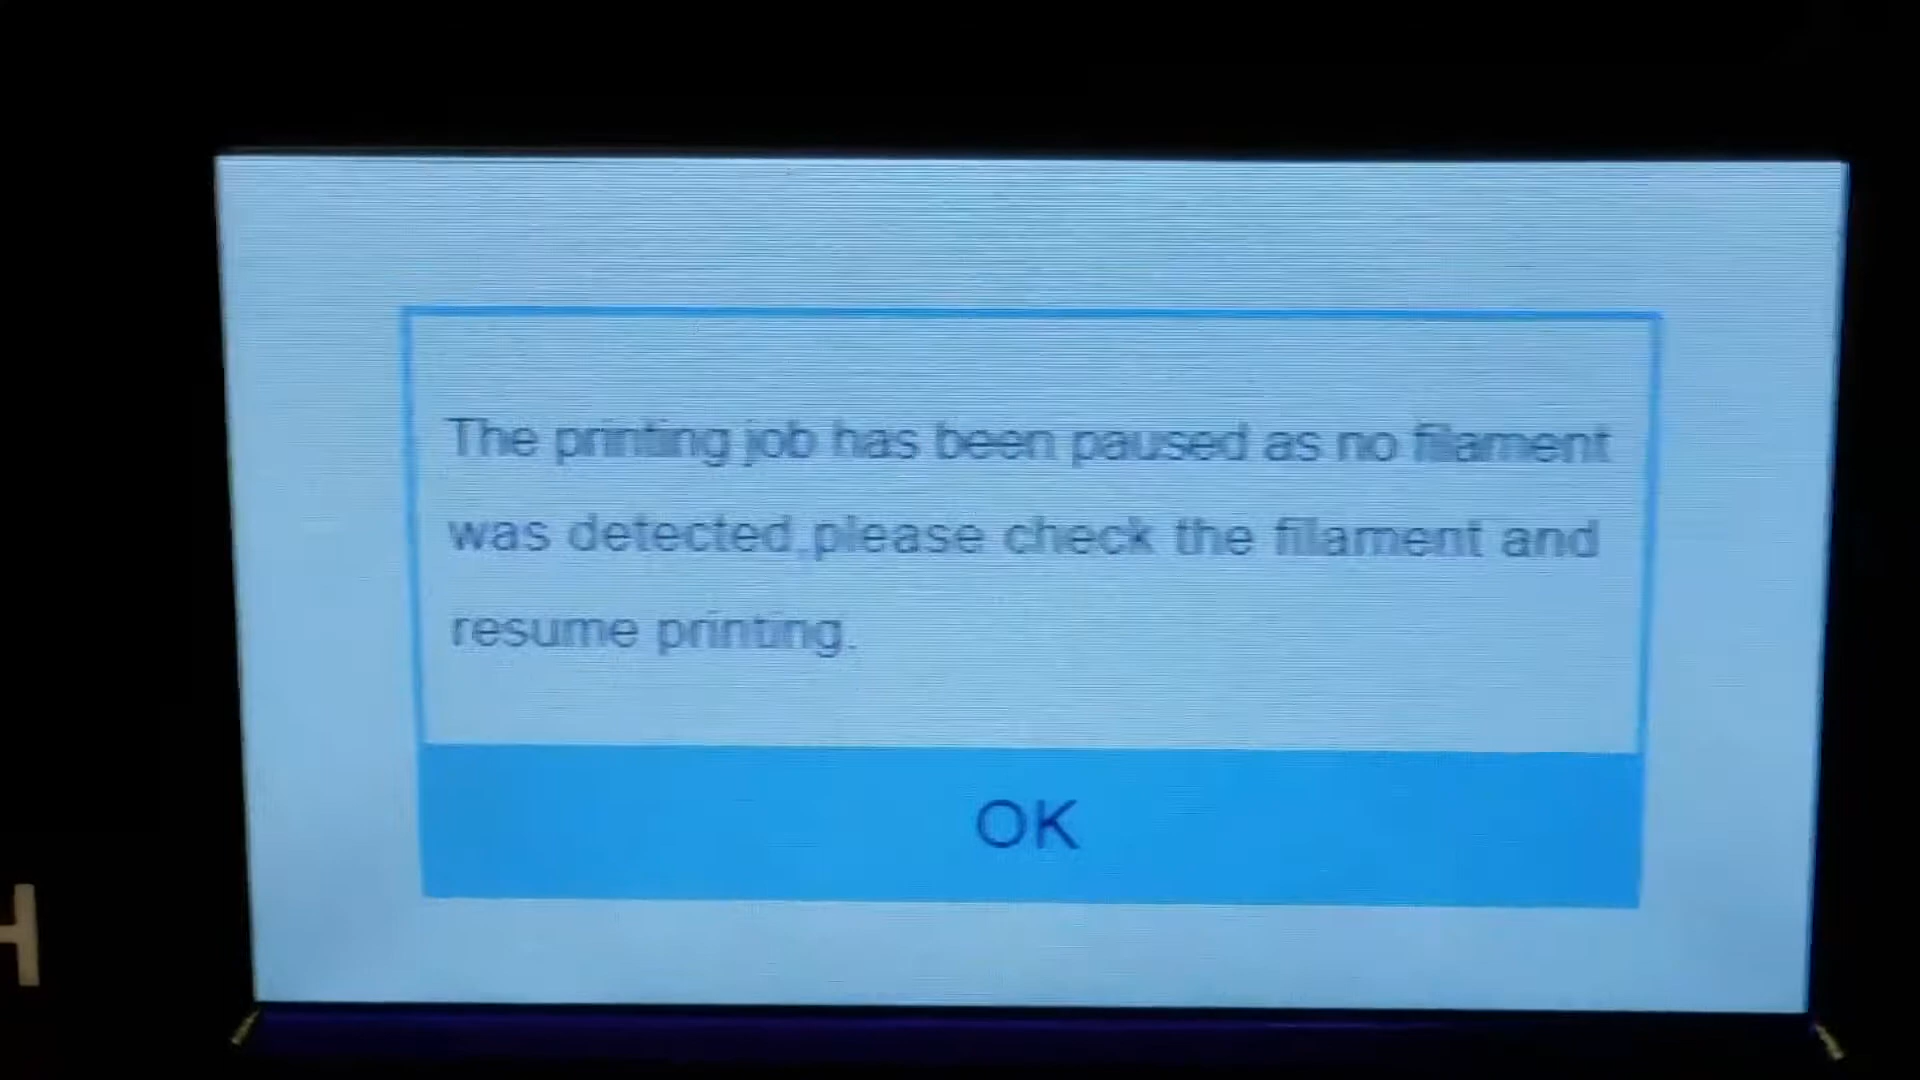 The printing job has been paused as no filament
was detected,please check the filament and
resume printing.
OK
H